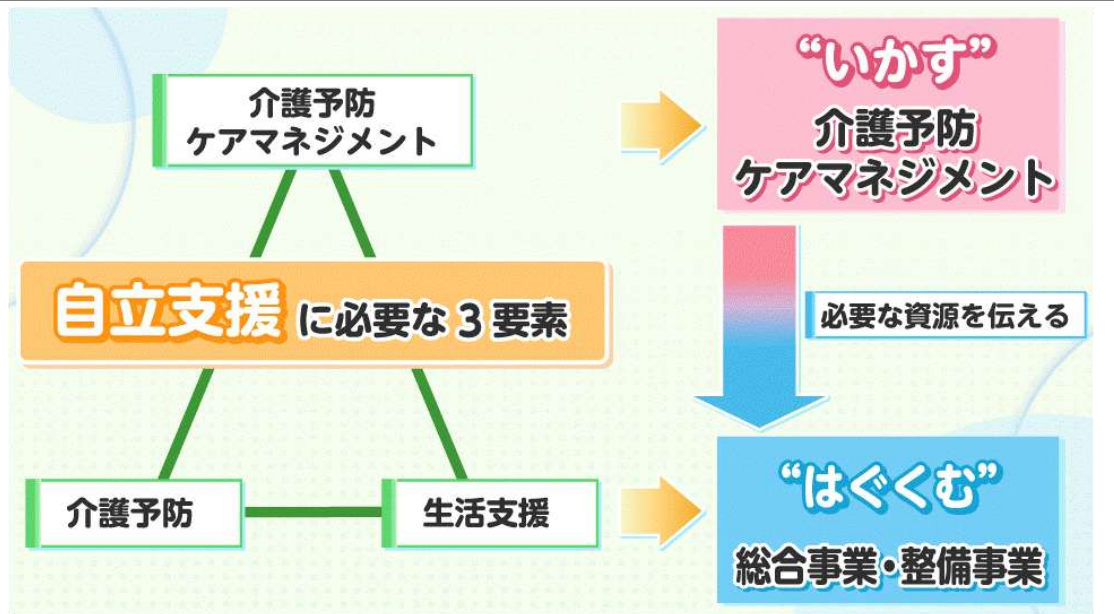 介護予防
ケアマネジメント
自立支援に必要な3要素
介護予防
生活支援
“いかす”
介護予防
ケアマネジメント
必要な資源を伝える
“はぐくむ”
総合事業・整備事業